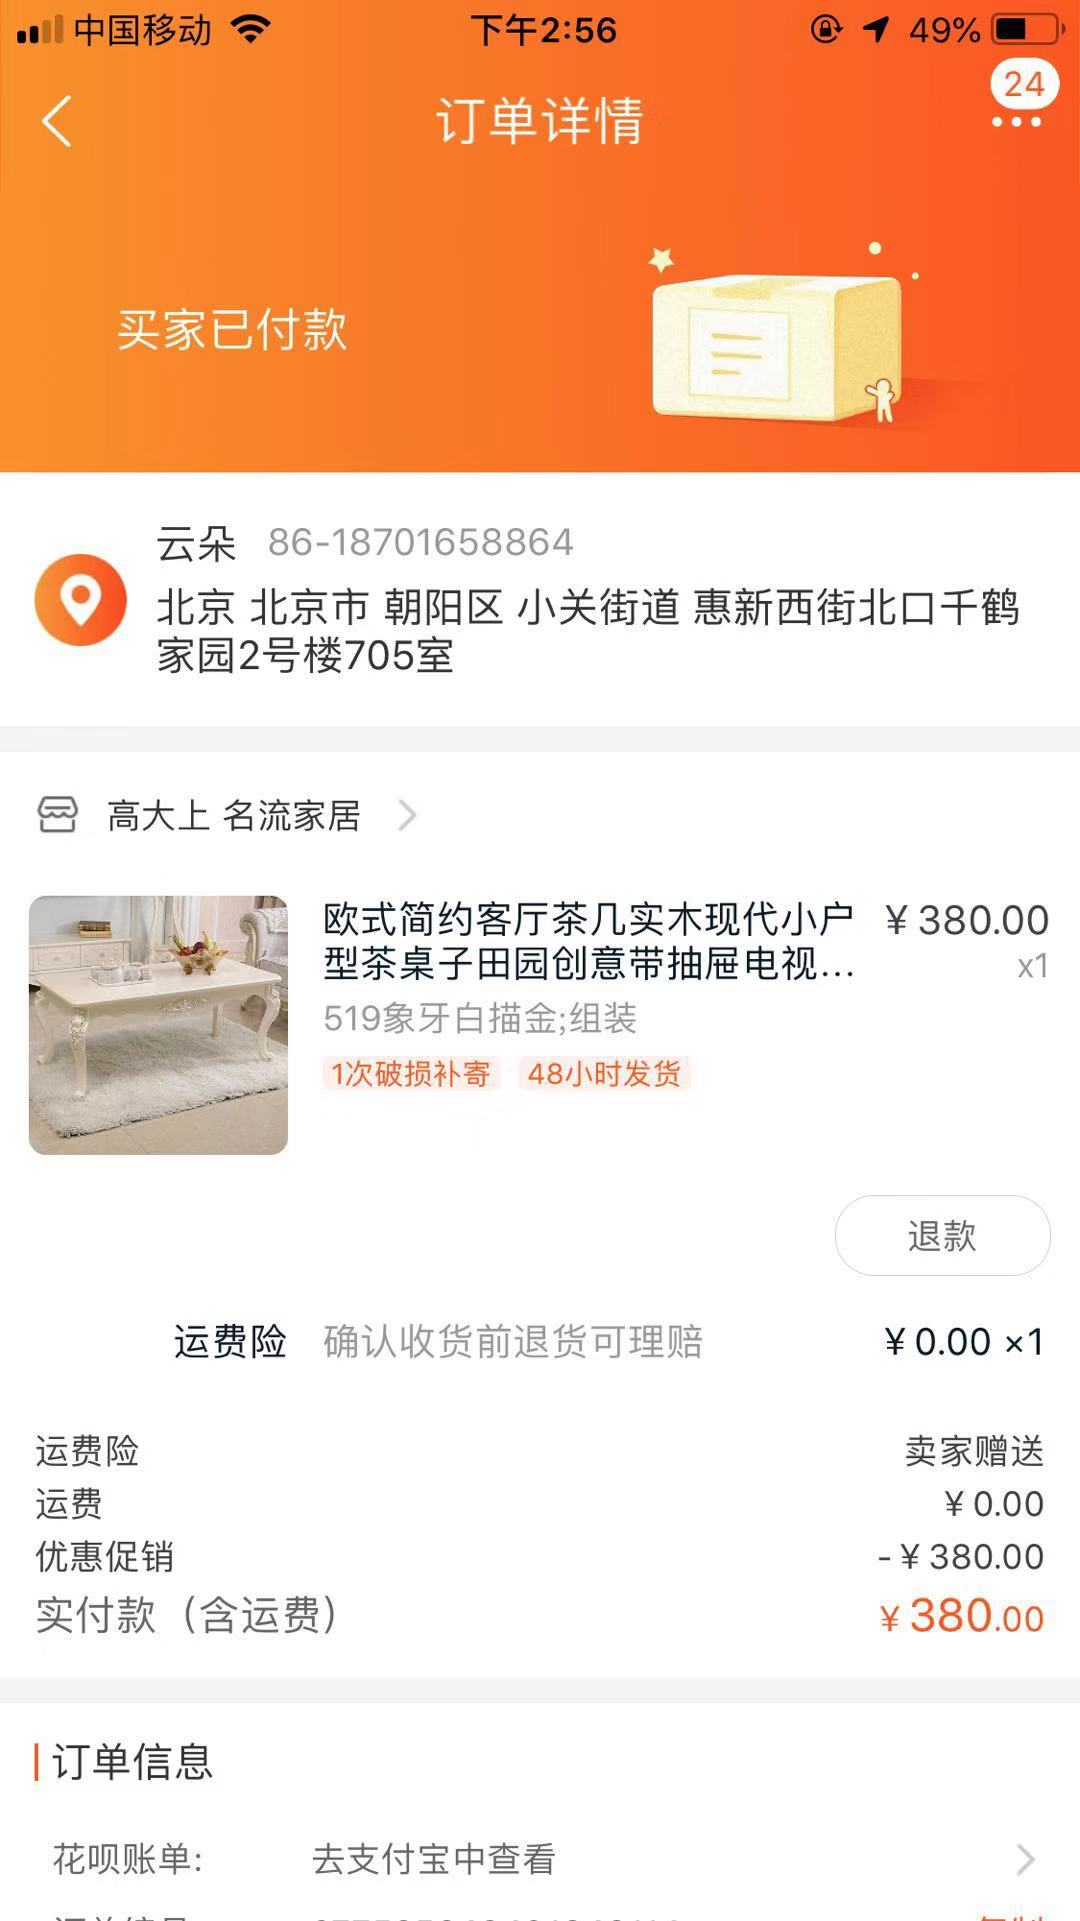 中国移动 下午2:56 49%
24
订单详情
买家已付款
云朵 86-18701658864
北京 北京市 朝阳区 小关街道 惠新西街北口千鹤
家园2号楼705室
高大上 名流家居
欧式简约客厅茶几实木现代小户 ¥380.00
型茶桌子田园创意带抽屉电视... x1
519象牙白描金;组装
1次破损补寄 48小时发货
退款
运费险 确认收货前退货可理赔 ¥0.00 ×1
运费险 卖家赠送
运费 ¥0.00
优惠促销 -¥380.00
实付款（含运费） ¥380.00
订单信息
花呗账单: 去支付宝中查看